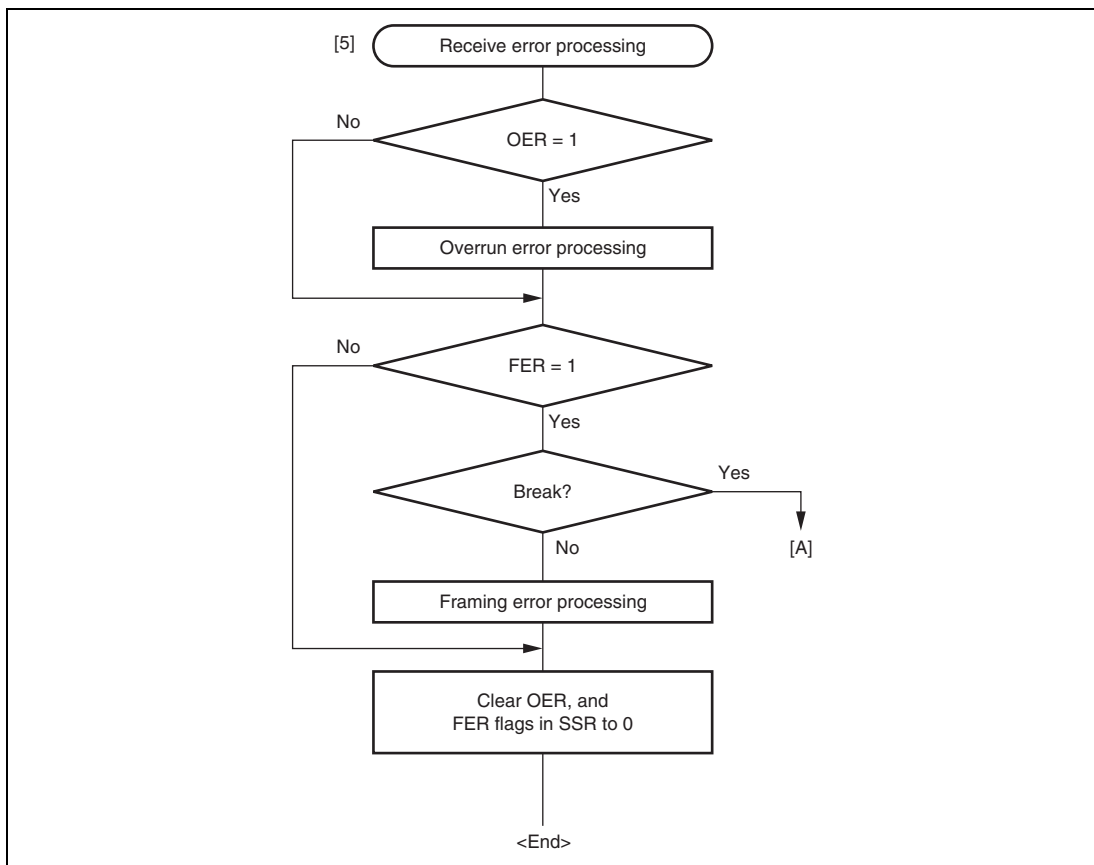 [5]
Receive error processing
No
OER = 1
Yes
Overrun error processing
No
FER = 1
Yes
Yes
Break?
No
[A]
Framing error processing
Clear OER, and
FER flags in SSR to 0
<End>